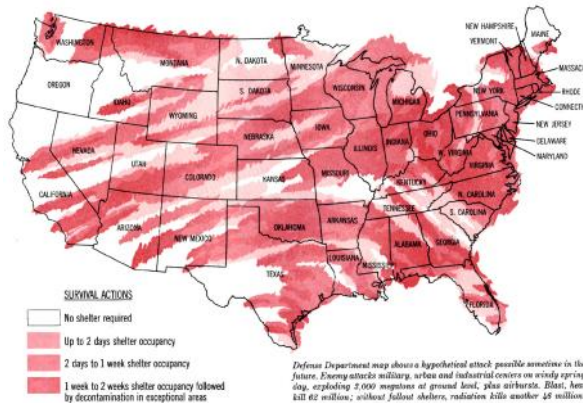 NEW HAMPSHIRE
VERMONT
MAINE
WASHINGTON
MONTANA
N. DAKOTA
MINNESOTA
OREGON
IDAHO
WYOMING
S. DAKOTA
WISCONSIN
MICHIGAN
NEW YORK
MASSAC
RHODE
CONNECTI
NEW JERSEY
DELAWARE
MARYLAND
PENNSYLVANIA
NEVADA
UTAH
COLORADO
NEBRASKA
IOWA
ILLINOIS
INDIANA
OHIO
W. VIRGINIA
VIRGINIA
CALIFORNIA
KANSAS
MISSOURI
KENTUCKY
N. CAROLINA
TENNESSEE
S. CAROLINA
ARIZONA
NEW MEXICO
OKLAHOMA
ARKANSAS
TEXAS
LOUISIANA
MISSISSIPPI
ALABAMA
GEORGIA
FLORIDA
SURVIVAL ACTIONS
No shelter required
Up to 2 days shelter occupancy
2 days to 1 week shelter occupancy
1 week to 2 weeks shelter occupancy followed
by decontamination in exceptional areas
Defense Department map shows a hypothetical attack possible sometime in the
future. Enemy attacks military, urban and industrial centers on windy spring
day, exploding 3,000 megatons at ground level, plus airbursts. Blast, hea
kill 62 million; without fallout shelters, radiation kills another 46 million